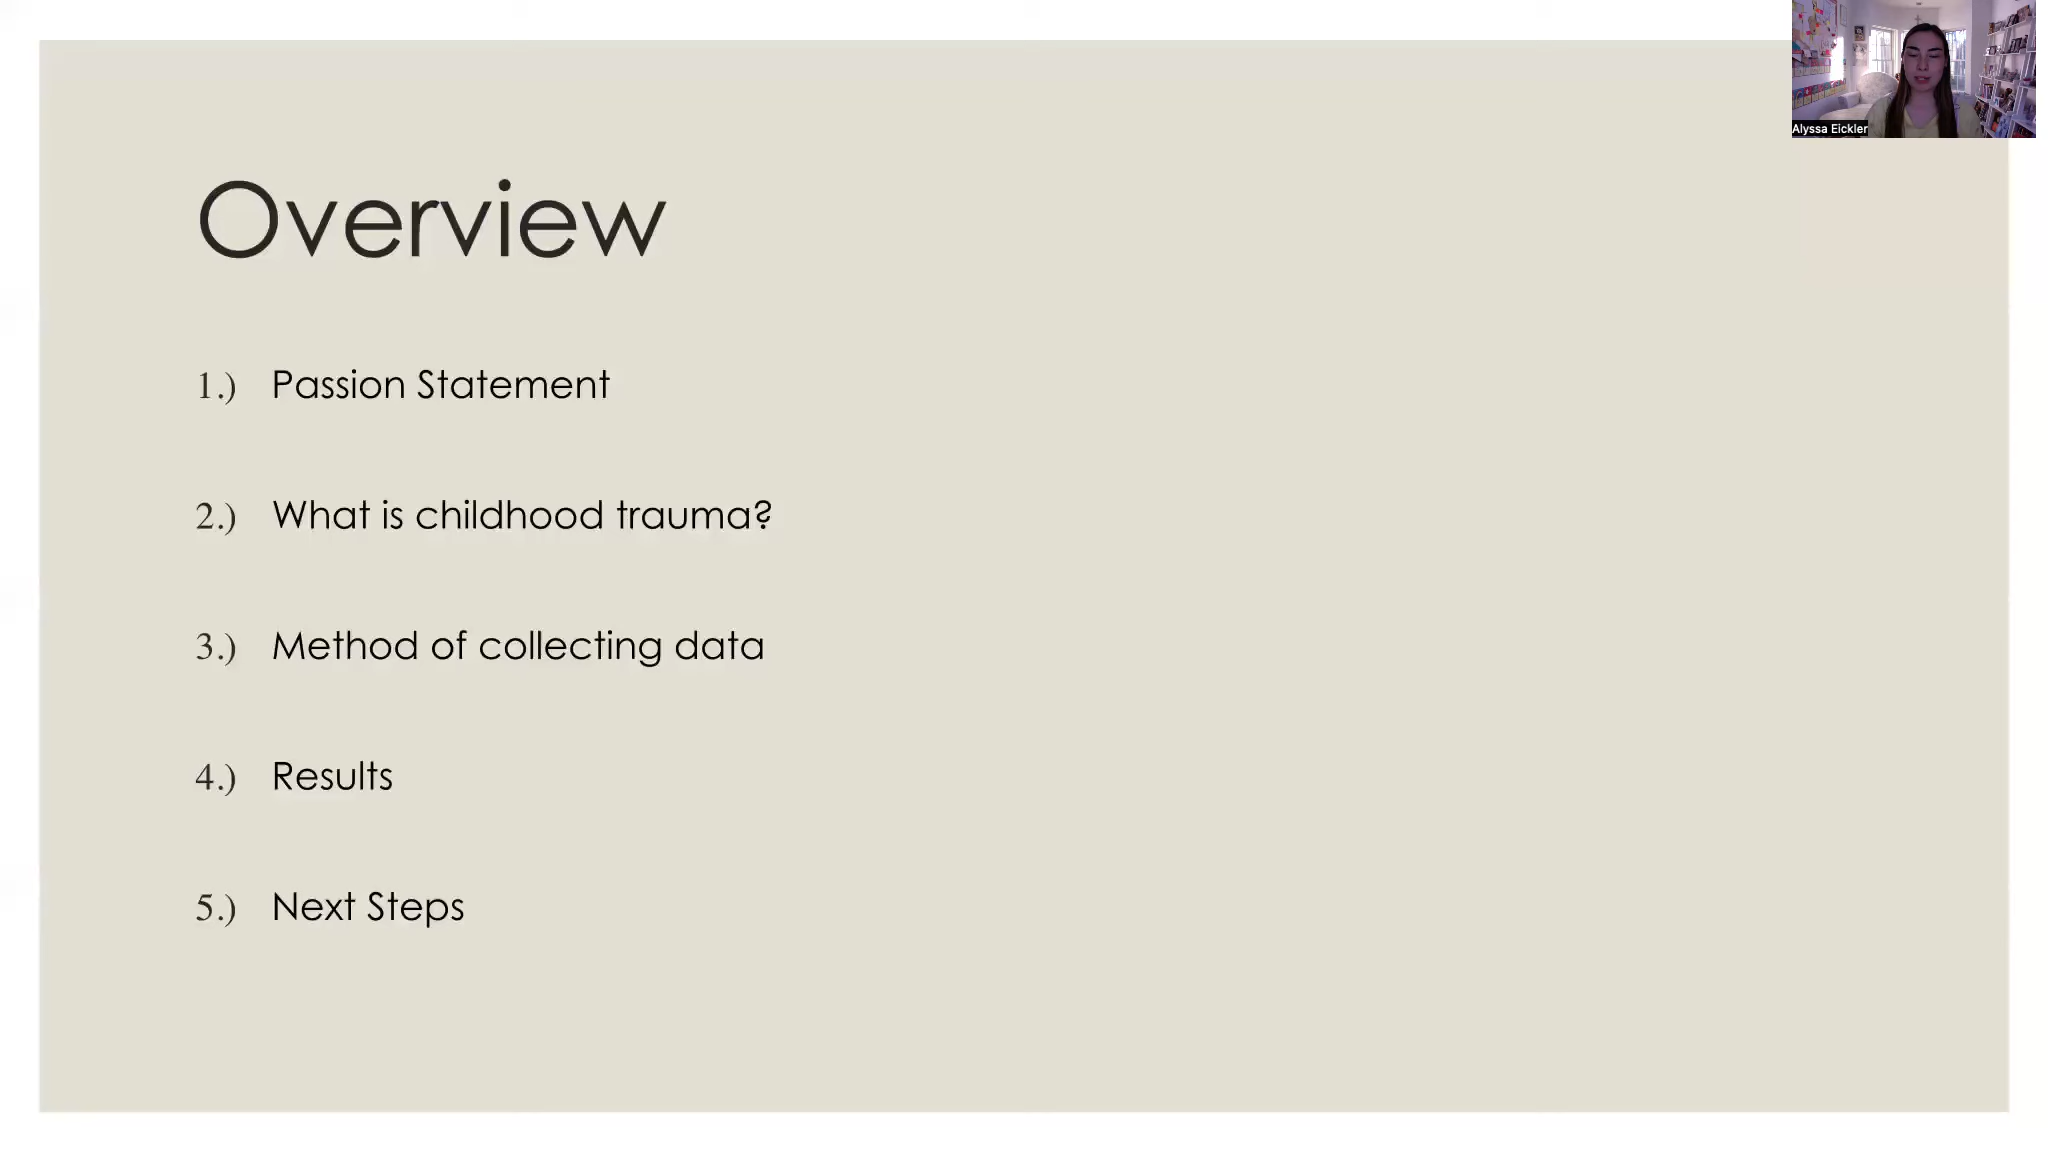 Alyssa Eickler
Overview
1.) Passion Statement
2.) What is childhood trauma?
3.) Method of collecting data
4.) Results
5.) Next Steps